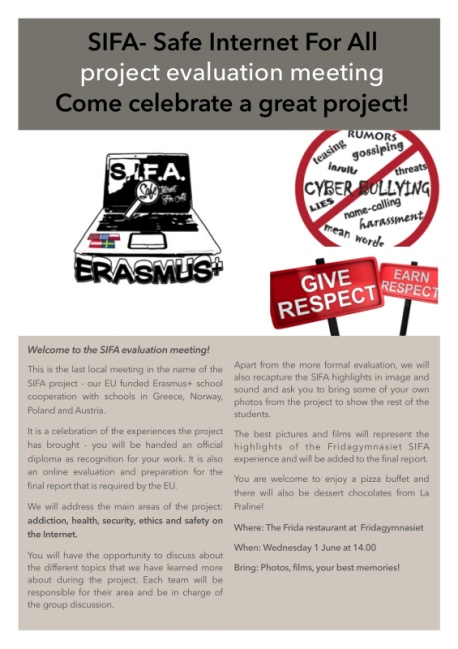 SIFA- Safe Internet For All
project evaluation meeting
Come celebrate a great project!
S.I.F.A.
Safe
Internet
For All
ERASMUS+
RUMORS
teasing gossiping
insults threats
CYBER BULLYING
LIES name-calling
harassment
mean words
GIVE
RESPECT
EARN
RESPECT
Welcome to the SIFA evaluation meeting!
This is the last local meeting in the name of the
SIFA project - our EU funded Erasmus+ school
cooperation with schools in Greece, Norway,
Poland and Austria.
It is a celebration of the experiences the project
has brought - you will be handed an official
diploma as recognition for your work. It is also
an online evaluation and preparation for the
final report that is required by the EU.
We will address the main areas of the project:
addiction, health, security, ethics and safety on
the Internet.
You will have the opportunity to discuss about
the different topics that we have learned more
about during the project. Each team will be
responsible for their area and be in charge of
the group discussion.
Apart from the more formal evaluation, we will
also recapture the SIFA highlights in image and
sound and ask you to bring some of your own
photos from the project to show the rest of the
students.
The best pictures and films will represent the
highlights of the Fridagymnasiet SIFA
experience and will be added to the final report.
You are welcome to enjoy a pizza buffet and
there will also be dessert chocolates from La
Praline!
Where: The Frida restaurant at Fridagymnasiet
When: Wednesday 1 June at 14.00
Bring: Photos, films, your best memories!